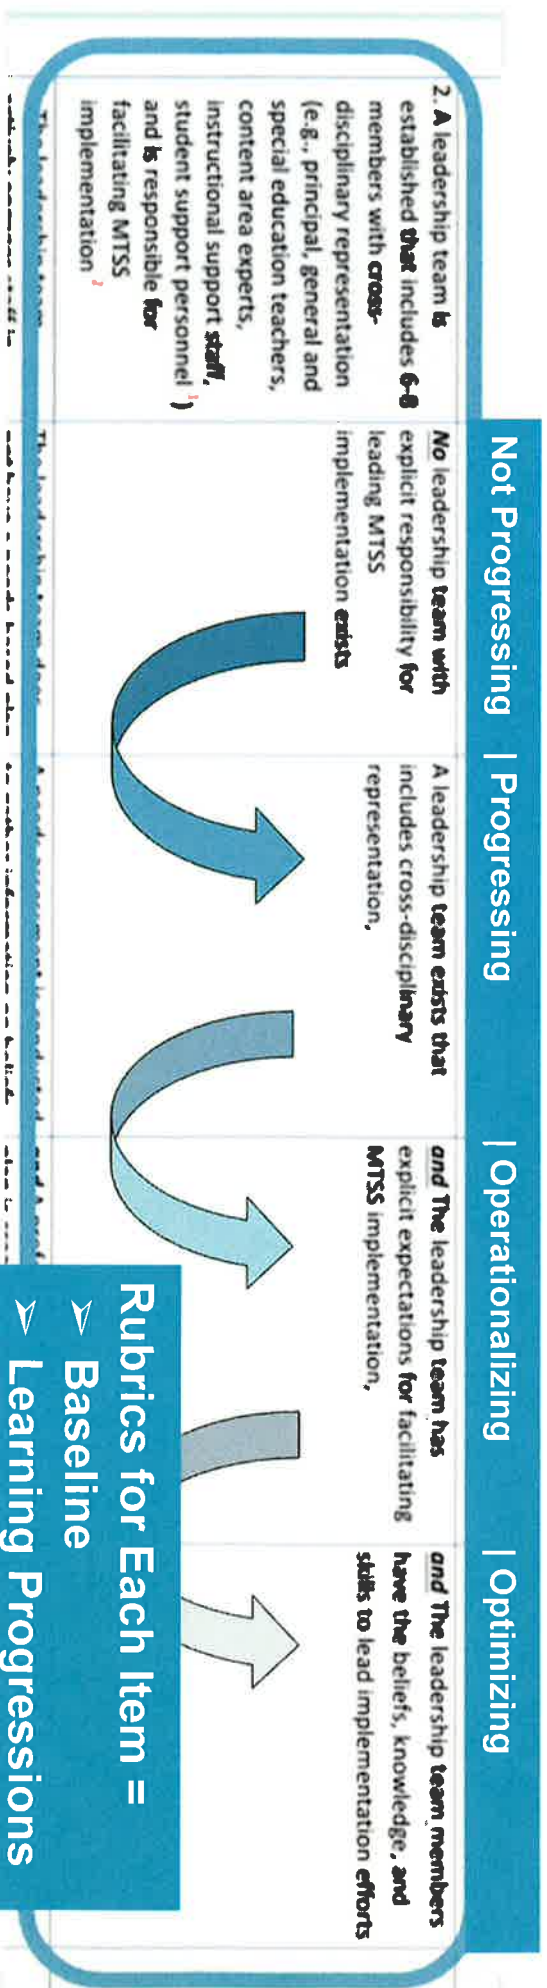 Not Progressing | Progressing | Operationalizing | Optimizing
2. A leadership team is
established that includes 6-8
members with cross-
disciplinary representation
(e.g., principal, general and
special education teachers,
content area experts,
instructional support staff,
student support personnel )
and is responsible for
facilitating MTSS
implementation
No leadership team with
explicit responsibility for
leading MTSS
implementation exists
A leadership team exists that
includes cross-disciplinary
representation,
and The leadership team has
explicit expectations for facilitating
MTSS implementation,
and The leadership team members
have the beliefs, knowledge, and
skills to lead implementation efforts
The leadership team
Rubrics for Each Item =
➢ Baseline
➢ Learning Progressions